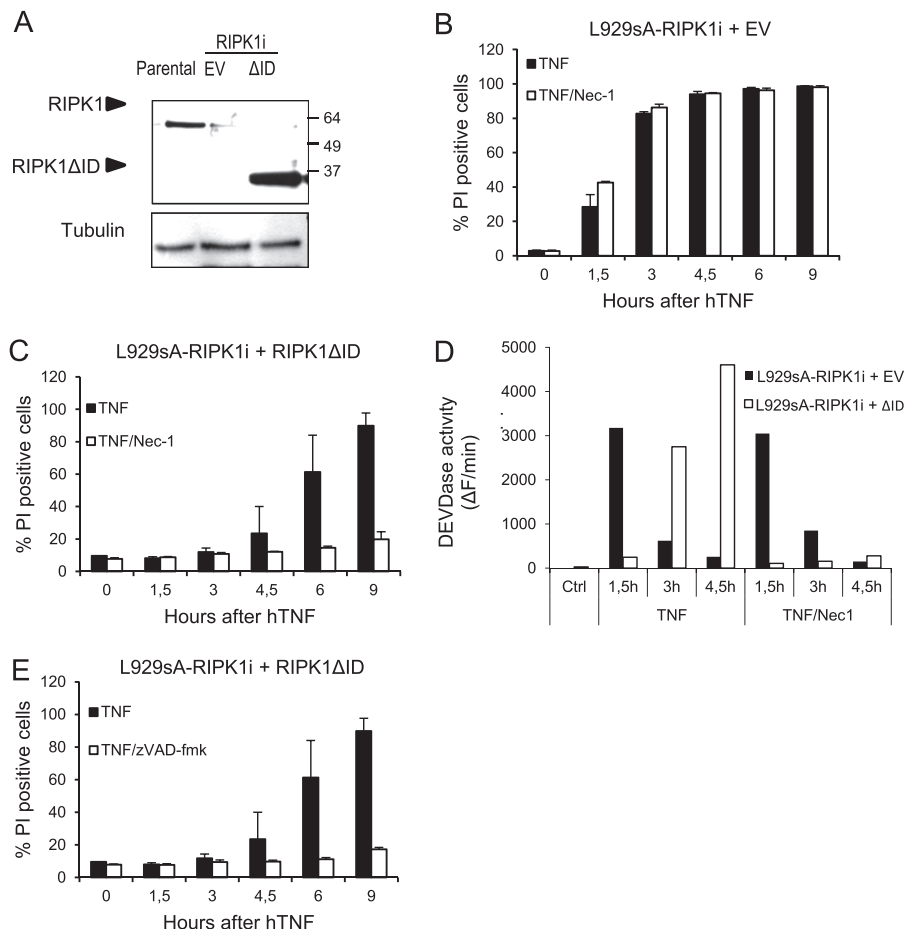 A
RIPK1i
Parental EV ΔID
RIPK1
RIPK1ΔID
64
49
37
Tubulin
B
L929sA-RIPK1i + EV
TNF
TNF/Nec-1
% PI positive cells
120
100
80
60
40
20
0
0 1,5 3 4,5 6 9
Hours after hTNF
C
L929sA-RIPK1i + RIPK1ΔID
TNF
TNF/Nec-1
% PI positive cells
120
100
80
60
40
20
0
0 1,5 3 4,5 6 9
Hours after hTNF
D
L929sA-RIPK1i + EV
L929sA-RIPK1i + ΔID
DEVDase activity
(ΔF/min)
5000
4000
3000
2000
1000
0
Ctrl 1,5h 3h 4,5h 1,5h 3h 4,5h
TNF TNF/Nec1
E
L929sA-RIPK1i + RIPK1ΔID
TNF
TNF/zVAD-fmk
% PI positive cells
120
100
80
60
40
20
0
0 1,5 3 4,5 6 9
Hours after hTNF